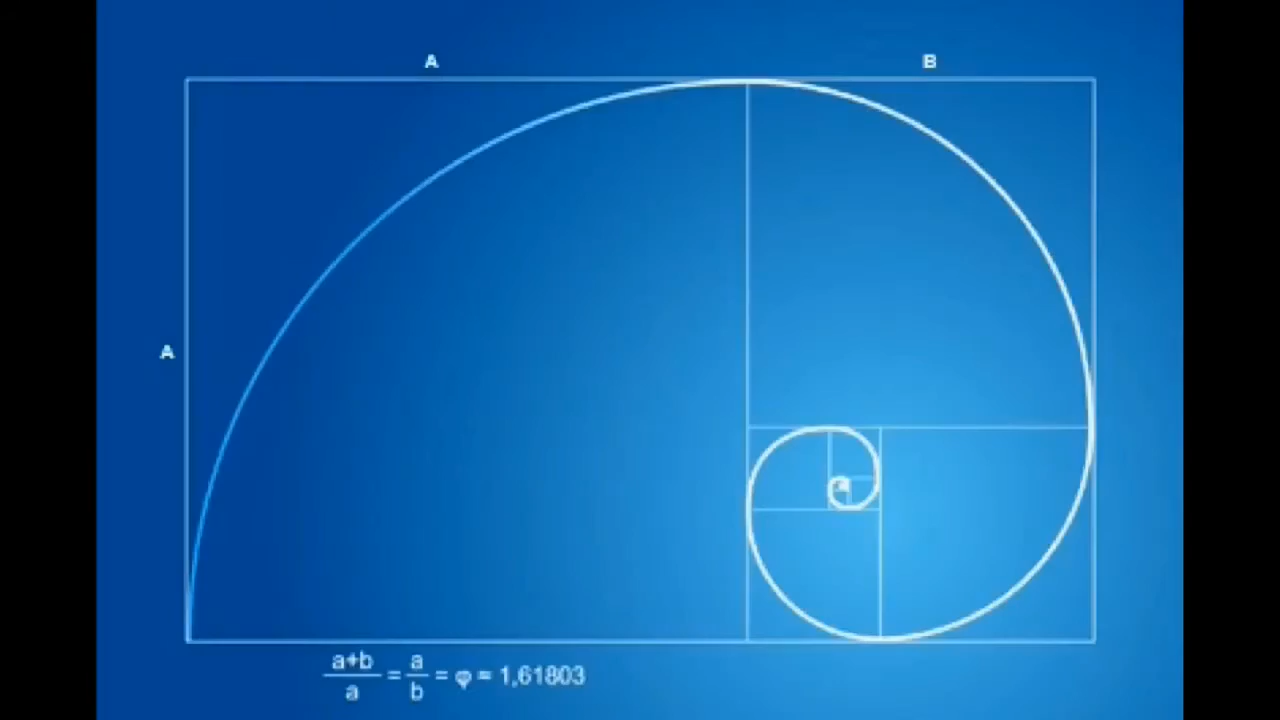 A B
A
a+b/a = a/b = φ = 1,61803